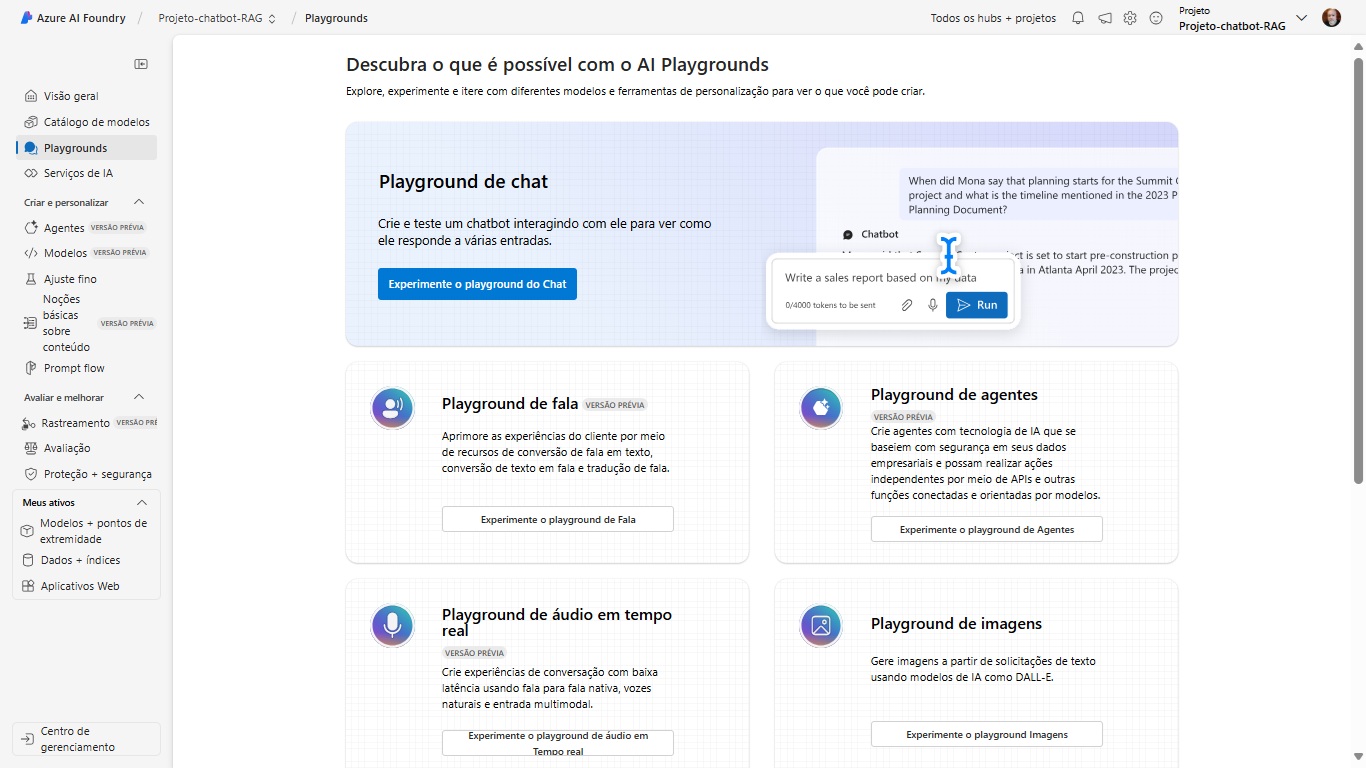 Azure AI Foundry / Projeto-chatbot-RAG / Playgrounds
Todos os hubs + projetos
Projeto
Projeto-chatbot-RAG
Visão geral
Catálogo de modelos
Playgrounds
Serviços de IA
Criar e personalizar
Agentes VERSÃO PRÉVIA
Modelos VERSÃO PRÉVIA
Ajuste fino
Noções
básicas
sobre
conteúdo
VERSÃO PRÉVIA
Prompt flow
Avaliar e melhorar
Rastreamento VERSÃO PRÉ
Avaliação
Proteção + segurança
Meus ativos
Modelos + pontos de
extremidade
Dados + índices
Aplicativos Web
Centro de
gerenciamento
Descubra o que é possível com o AI Playgrounds
Explore, experimente e itere com diferentes modelos e ferramentas de personalização para ver o que você pode criar.
Playground de chat
Crie e teste um chatbot interagindo com ele para ver como
ele responde a várias entradas.
Experimente o playground do Chat
When did Mona say that planning starts for the Summit C
project and what is the timeline mentioned in the 2023 P
Planning Document?
Chatbot
ject is set to start pre-construction p
a in Atlanta April 2023. The projec
Write a sales report based on my data
0/4000 tokens to be sent
Run
Playground de fala VERSÃO PRÉVIA
Aprimore as experiências do cliente por meio
de recursos de conversão de fala em texto,
conversão de texto em fala e tradução de fala.
Experimente o playground de Fala
Playground de agentes
VERSÃO PRÉVIA
Crie agentes com tecnologia de IA que se
baseiem com segurança em seus dados
empresariais e possam realizar ações
independentes por meio de APIs e outras
funções conectadas e orientadas por modelos.
Experimente o playground de Agentes
Playground de áudio em tempo
real
VERSÃO PRÉVIA
Crie experiências de conversação com baixa
latência usando fala para fala nativa, vozes
naturais e entrada multimodal.
Experimente o playground de áudio em
Tempo real
Playground de imagens
Gere imagens a partir de solicitações de texto
usando modelos de IA como DALL-E.
Experimente o playground Imagens